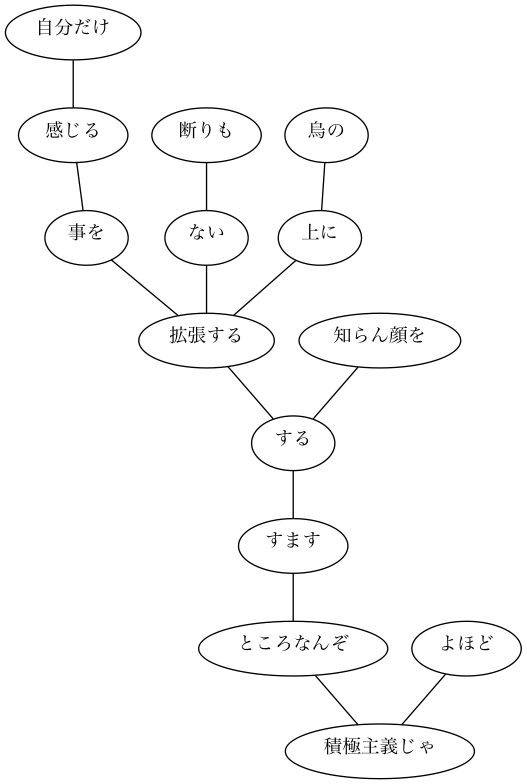 自分だけ
感じる
断りも
烏の
事を
ない
上に
拡張する
知らん顔を
する
すます
ところなんぞ
よほど
積極主義じゃ